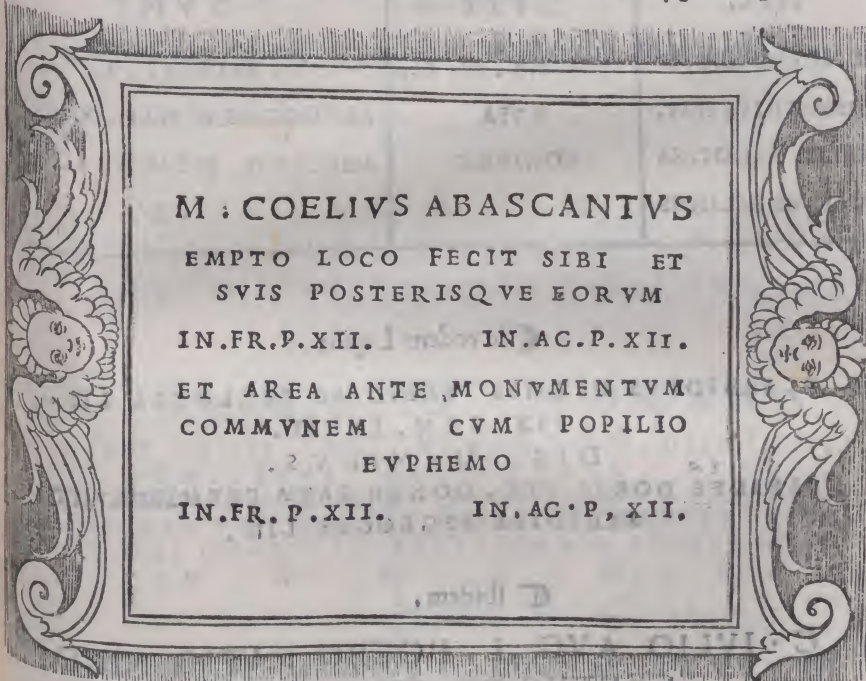 M : COELIVS ABASCANTVS
EMPTO LOCO FECIT SIBI ET
SVIS POSTERISQVE EORVM
IN.FR.P.XII. IN.AG.P.XII.
ET AREA ANTE MONVMENTVM
COMMVNEM CVM POPILIO
EVPHEMO
IN.FR. P.XII. IN. AG·P, XII.